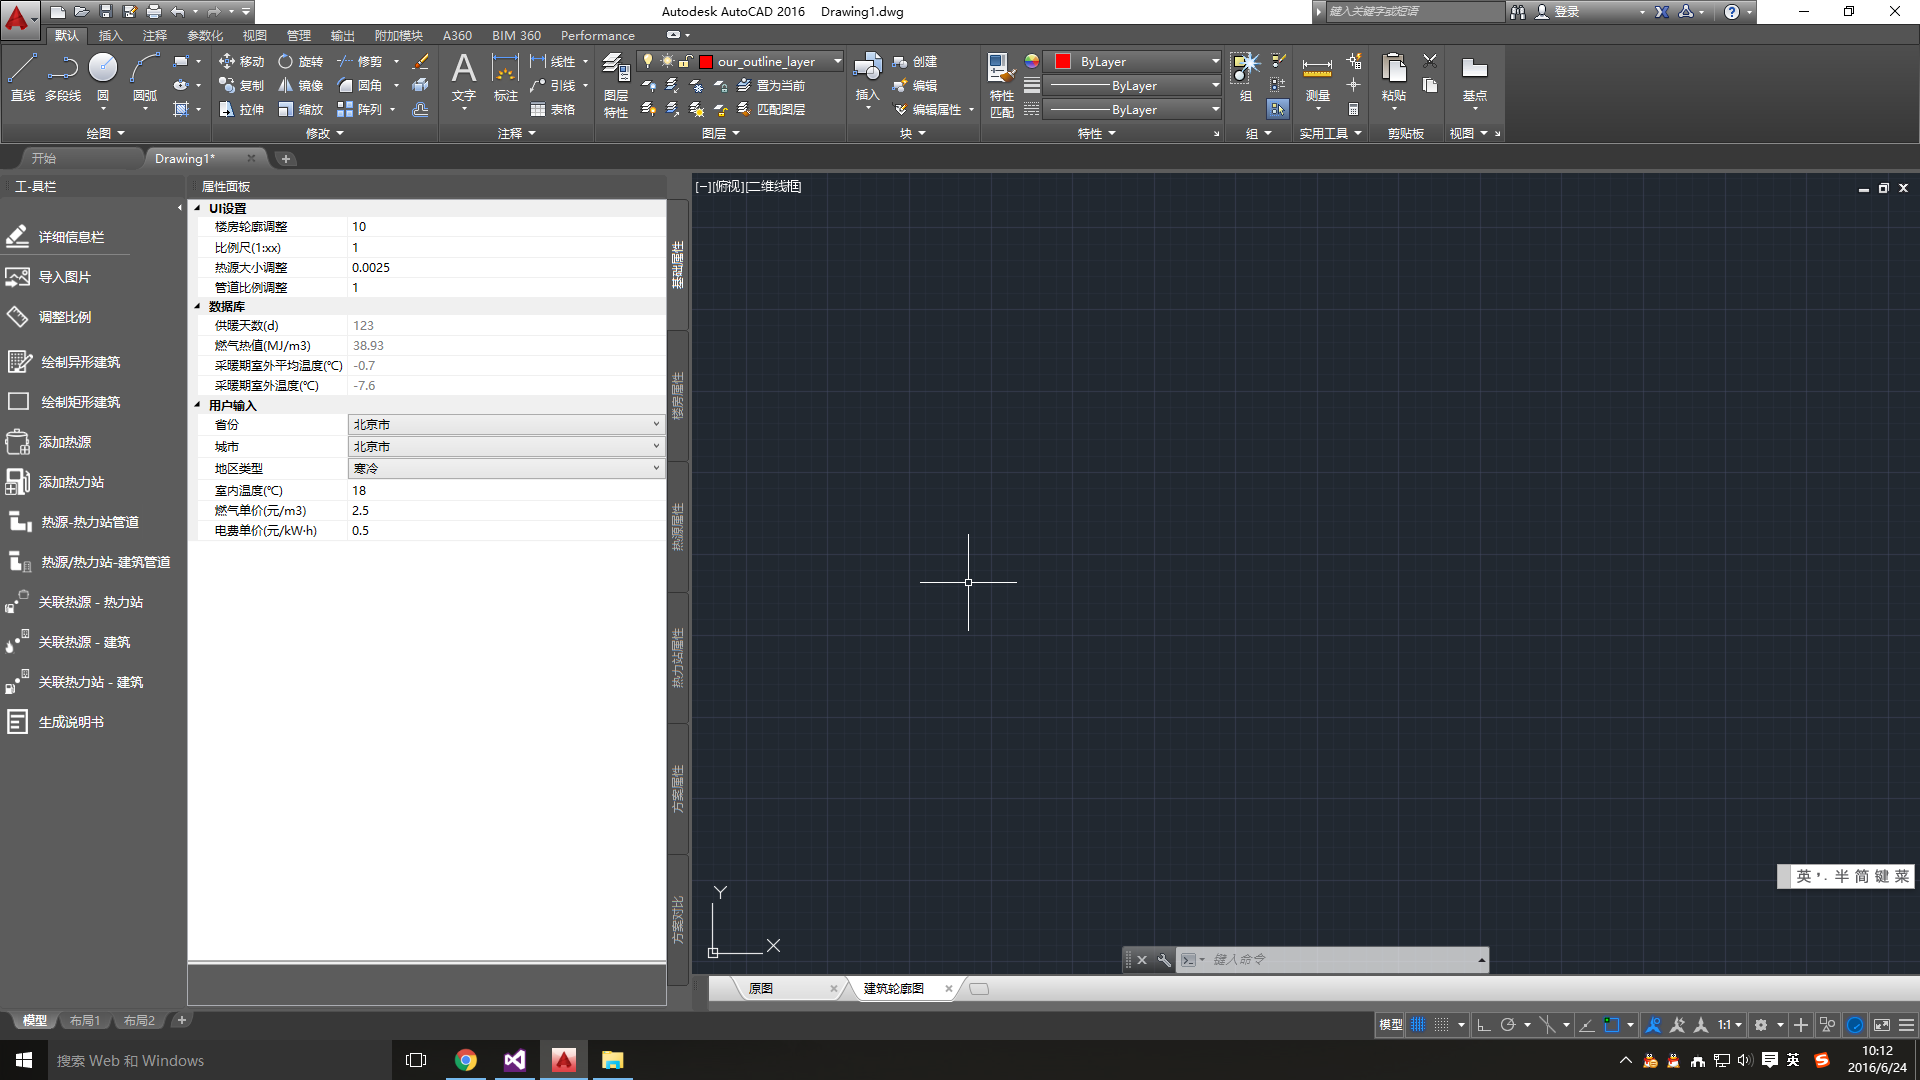 Autodesk AutoCAD 2016 Drawing1.dwg
键入关键字或短语
登录
默认 插入 注释 参数化 视图 管理 输出 附加模块 A360 BIM 360 Performance
直线 多段线 圆 圆弧
移动 旋转 修剪
复制 镜像 圆角
拉伸 缩放 阵列
文字 标注
线性
引线
表格
图层
特性
our_outline_layer
置为当前
匹配图层
插入
创建
编辑
编辑属性
特性
匹配
ByLayer
ByLayer
ByLayer
组
测量
粘贴
基点
绘图 修改 注释 图层 块 特性 组 实用工具 剪贴板 视图
开始 Drawing1*
工具栏
详细信息栏
导入图片
调整比例
绘制异形建筑
绘制矩形建筑
添加热源
添加热力站
热源-热力站管道
热源/热力站-建筑管道
关联热源 - 热力站
关联热源 - 建筑
关联热力站 - 建筑
生成说明书
属性面板
UI设置
楼房轮廓调整 10
比例尺(1:xx) 1
热源大小调整 0.0025
管道比例调整 1
数据库
供暖天数(d) 123
燃气热值(MJ/m3) 38.93
采暖期室外平均温度(℃) -0.7
采暖期室外温度(℃) -7.6
用户输入
省份 北京市
城市 北京市
地区类型 寒冷
室内温度(℃) 18
燃气单价(元/m3) 2.5
电费单价(元/kW·h) 0.5
基础属性
楼房属性
热源属性
热力站属性
方案属性
方案对比
[−][俯视][二维线框]
Y
X
英 半 简 键 菜
键入命令
原图 建筑轮廓图
模型 布局1 布局2
模型 1:1
搜索 Web 和 Windows
英
10:12
2016/6/24